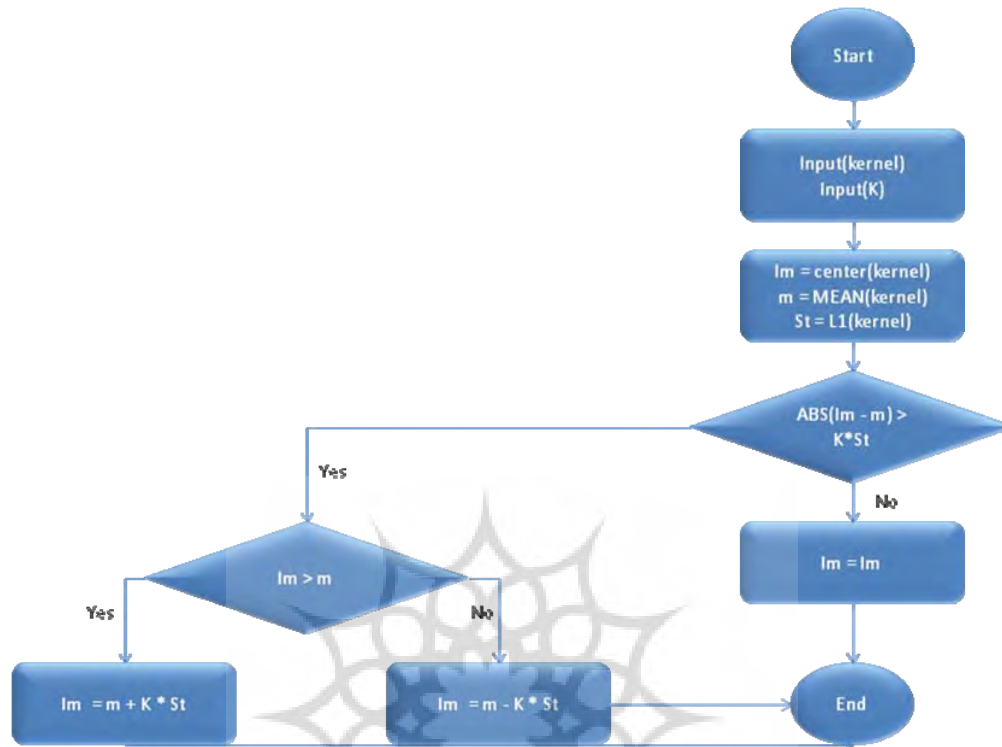 Start
Input(kernel)
Input(K)
Im = center(kernel)
m = MEAN(kernel)
St = L1(kernel)
ABS(Im - m) >
K*St
Yes
No
Im > m
Im = Im
Yes
No
Im = m + K * St
Im = m - K * St
End